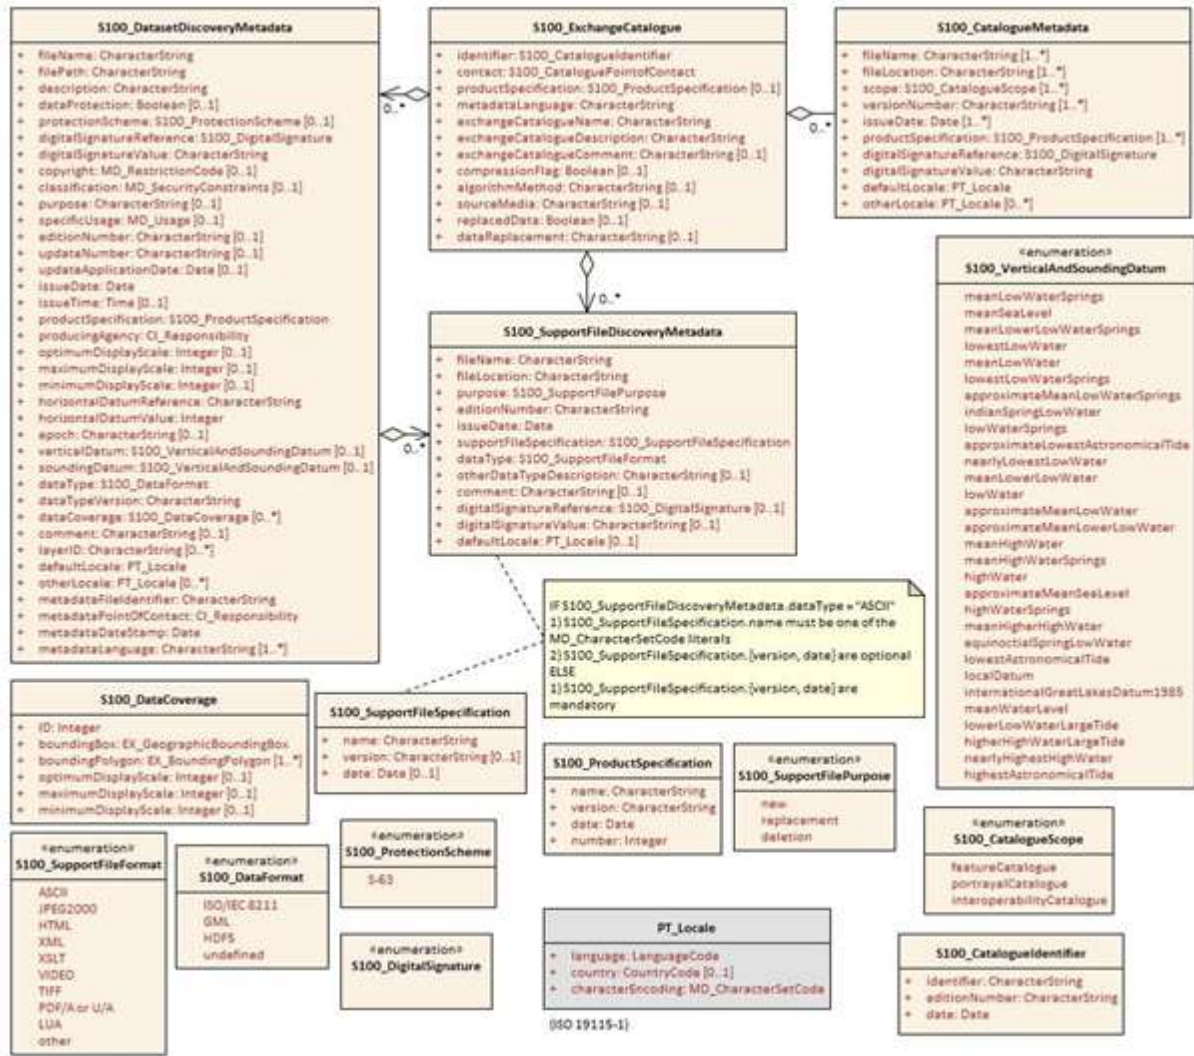 S100_DatasetDiscoveryMetadata
+ fileName: CharacterString
+ filePath: CharacterString
+ description: CharacterString
+ dataProtection: Boolean [0..1]
+ protectionScheme: S100_ProtectionScheme [0..1]
+ digitalSignatureReference: S100_DigitalSignature
+ digitalSignatureValue: CharacterString
+ copyright: MD_RestrictionCode [0..1]
+ classification: MD_SecurityConstraints [0..1]
+ purpose: CharacterString [0..1]
+ specificUsage: MD_Usage [0..1]
+ editionNumber: CharacterString [0..1]
+ updateNumber: CharacterString [0..1]
+ updateApplicationDate: Date [0..1]
+ issueDate: Date
+ issueTime: Time [0..1]
+ productSpecification: S100_ProductSpecification
+ producingAgency: CI_Responsibility
+ optimumDisplayScale: Integer [0..1]
+ maximumDisplayScale: Integer [0..1]
+ minimumDisplayScale: Integer [0..1]
+ horizontalDatumReference: CharacterString
+ horizontalDatumValue: Integer
+ epoch: CharacterString [0..1]
+ verticalDatum: S100_VerticalAndSoundingDatum [0..1]
+ soundingDatum: S100_VerticalAndSoundingDatum [0..1]
+ dataType: S100_DataFormat
+ dataTypeVersion: CharacterString
+ dataCoverage: S100_DataCoverage [0..*]
+ comment: CharacterString [0..1]
+ layerID: CharacterString [0..*]
+ defaultLocale: PT_Locale
+ otherLocale: PT_Locale [0..*]
+ metadataFileIdentifier: CharacterString
+ metadataPointOfContact: CI_Responsibility
+ metadataDateStamp: Date
+ metadataLanguage: CharacterString [1..*]
0..*
S100_ExchangeCatalogue
+ identifier: S100_CatalogueIdentifier
+ contact: S100_CataloguePointofContact
+ productSpecification: S100_ProductSpecification [0..1]
+ metadataLanguage: CharacterString
+ exchangeCatalogueName: CharacterString
+ exchangeCatalogueDescription: CharacterString
+ exchangeCatalogueComment: CharacterString [0..1]
+ compressionFlag: Boolean [0..1]
+ algorithmMethod: CharacterString [0..1]
+ sourceMedia: CharacterString [0..1]
+ replacedData: Boolean [0..1]
+ dataReplacement: CharacterString [0..1]
0..*
S100_CatalogueMetadata
+ fileName: CharacterString [1..*]
+ fileLocation: CharacterString [1..*]
+ scope: S100_CatalogueScope [1..*]
+ versionNumber: CharacterString [1..*]
+ issueDate: Date [1..*]
+ productSpecification: S100_ProductSpecification [1..*]
+ digitalSignatureReference: S100_DigitalSignature
+ digitalSignatureValue: CharacterString
+ defaultLocale: PT_Locale
+ otherLocale: PT_Locale [0..*]
0..*
S100_SupportFileDiscoveryMetadata
+ fileName: CharacterString
+ fileLocation: CharacterString
+ purpose: S100_SupportFilePurpose
+ editionNumber: CharacterString
+ issueDate: Date
+ supportFileSpecification: S100_SupportFileSpecification
+ dataType: S100_SupportFileFormat
+ otherDataTypeDescription: CharacterString [0..1]
+ comment: CharacterString [0..1]
+ digitalSignatureReference: S100_DigitalSignature [0..1]
+ digitalSignatureValue: CharacterString [0..1]
+ defaultLocale: PT_Locale [0..1]
0..*
«enumeration»
S100_VerticalAndSoundingDatum
meanLowWaterSprings
meanSeaLevel
meanLowerLowWaterSprings
lowestLowWater
meanLowWater
lowestLowWaterSprings
approximateMeanLowWaterSprings
indianSpringLowWater
lowWaterSprings
approximateLowestAstronomicalTide
nearlyLowestLowWater
meanLowerLowWater
lowWater
approximateMeanLowWater
approximateMeanLowerLowWater
meanHighWater
meanHighWaterSprings
highWater
approximateMeanSeaLevel
highWaterSprings
meanHigherHighWater
equinoctialSpringLowWater
lowestAstronomicalTide
localDatum
internationalGreatLakesDatum1985
meanWaterLevel
lowerLowWaterLargeTide
higherHighWaterLargeTide
nearlyHighestHighWater
highestAstronomicalTide
IF S100_SupportFileDiscoveryMetadata.dataType = "ASCII"
1) S100_SupportFileSpecification.name must be one of the
MD_CharacterSetCode literals
2) S100_SupportFileSpecification.[version, date] are optional
ELSE
1) S100_SupportFileSpecification.[version, date] are
mandatory
S100_DataCoverage
+ ID: Integer
+ boundingBox: EX_GeographicBoundingBox
+ boundingPolygon: EX_BoundingPolygon [1..*]
+ optimumDisplayScale: Integer [0..1]
+ maximumDisplayScale: Integer [0..1]
+ minimumDisplayScale: Integer [0..1]
S100_SupportFileSpecification
+ name: CharacterString
+ version: CharacterString [0..1]
+ date: Date [0..1]
S100_ProductSpecification
+ name: CharacterString
+ version: CharacterString
+ date: Date
+ number: Integer
«enumeration»
S100_SupportFilePurpose
new
replacement
deletion
«enumeration»
S100_CatalogueScope
featureCatalogue
portrayalCatalogue
interoperabilityCatalogue
«enumeration»
S100_SupportFileFormat
ASCII
JPEG2000
HTML
XML
XSLT
VIDEO
TIFF
PDF/A or U/A
LUA
other
«enumeration»
S100_DataFormat
ISO/IEC 8211
GML
HDF5
undefined
«enumeration»
S100_ProtectionScheme
S-63
«enumeration»
S100_DigitalSignature
PT_Locale
+ language: LanguageCode
+ country: CountryCode [0..1]
+ characterEncoding: MD_CharacterSetCode
(ISO 19115-1)
S100_CatalogueIdentifier
+ identifier: CharacterString
+ editionNumber: CharacterString
+ date: Date